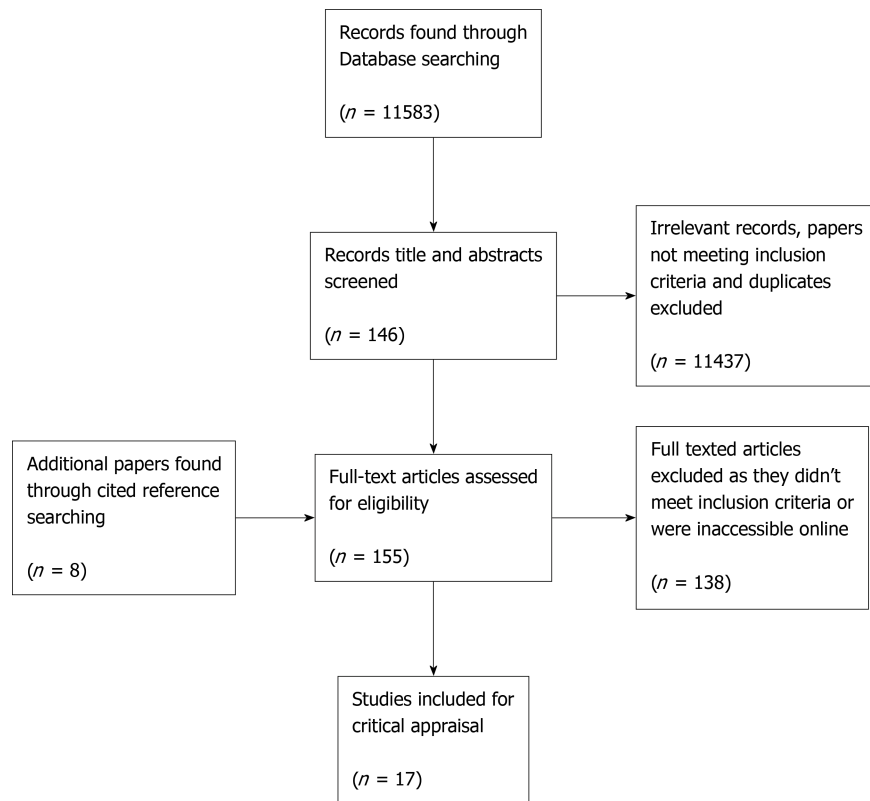 Records found through
Database searching
(n = 11583)
Records title and abstracts
screened
(n = 146)
Irrelevant records, papers
not meeting inclusion
criteria and duplicates
excluded
(n = 11437)
Additional papers found
through cited reference
searching
(n = 8)
Full-text articles assessed
for eligibility
(n = 155)
Full texted articles
excluded as they didn’t
meet inclusion criteria or
were inaccessible online
(n = 138)
Studies included for
critical appraisal
(n = 17)